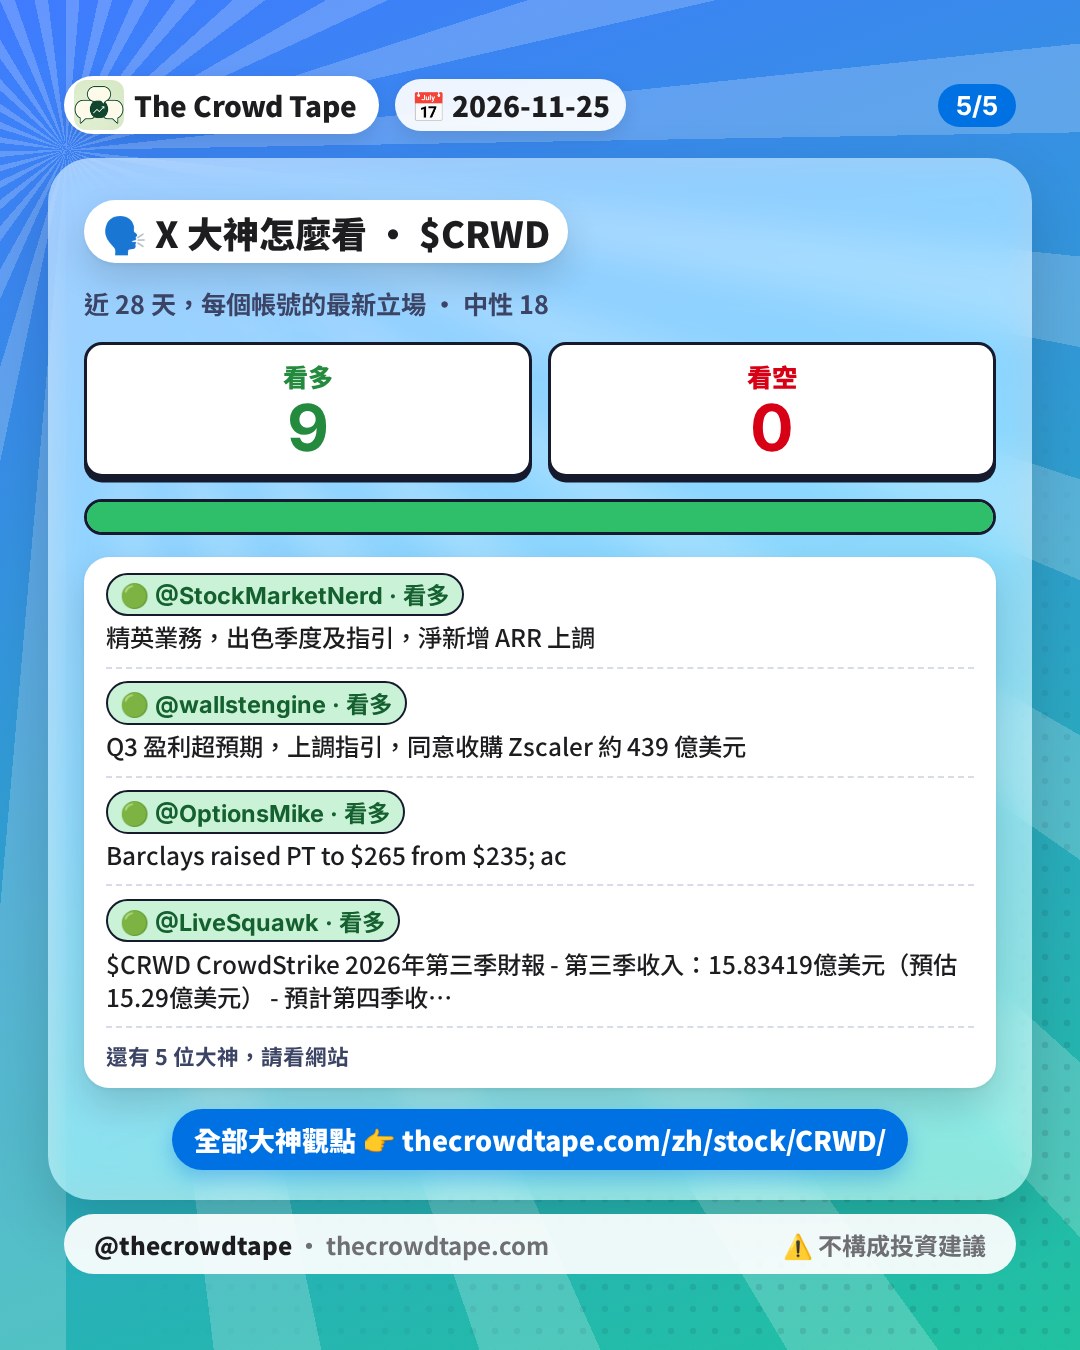 The Crowd Tape
July 17
2026-11-25
5/5
X 大神怎麼看 · $CRWD
近 28 天，每個帳號的最新立場 · 中性 18
看多
9
看空
0
@StockMarketNerd · 看多
精英業務，出色季度及指引，淨新增 ARR 上調
@wallstengine · 看多
Q3 盈利超預期，上調指引，同意收購 Zscaler 約 439 億美元
@OptionsMike · 看多
Barclays raised PT to $265 from $235; ac
@LiveSquawk · 看多
$CRWD CrowdStrike 2026年第三季財報 - 第三季收入：15.83419億美元（預估
15.29億美元） - 預計第四季收…
還有 5 位大神，請看網站
全部大神觀點 👉 thecrowdtape.com/zh/stock/CRWD/
@thecrowdtape · thecrowdtape.com
⚠️ 不構成投資建議